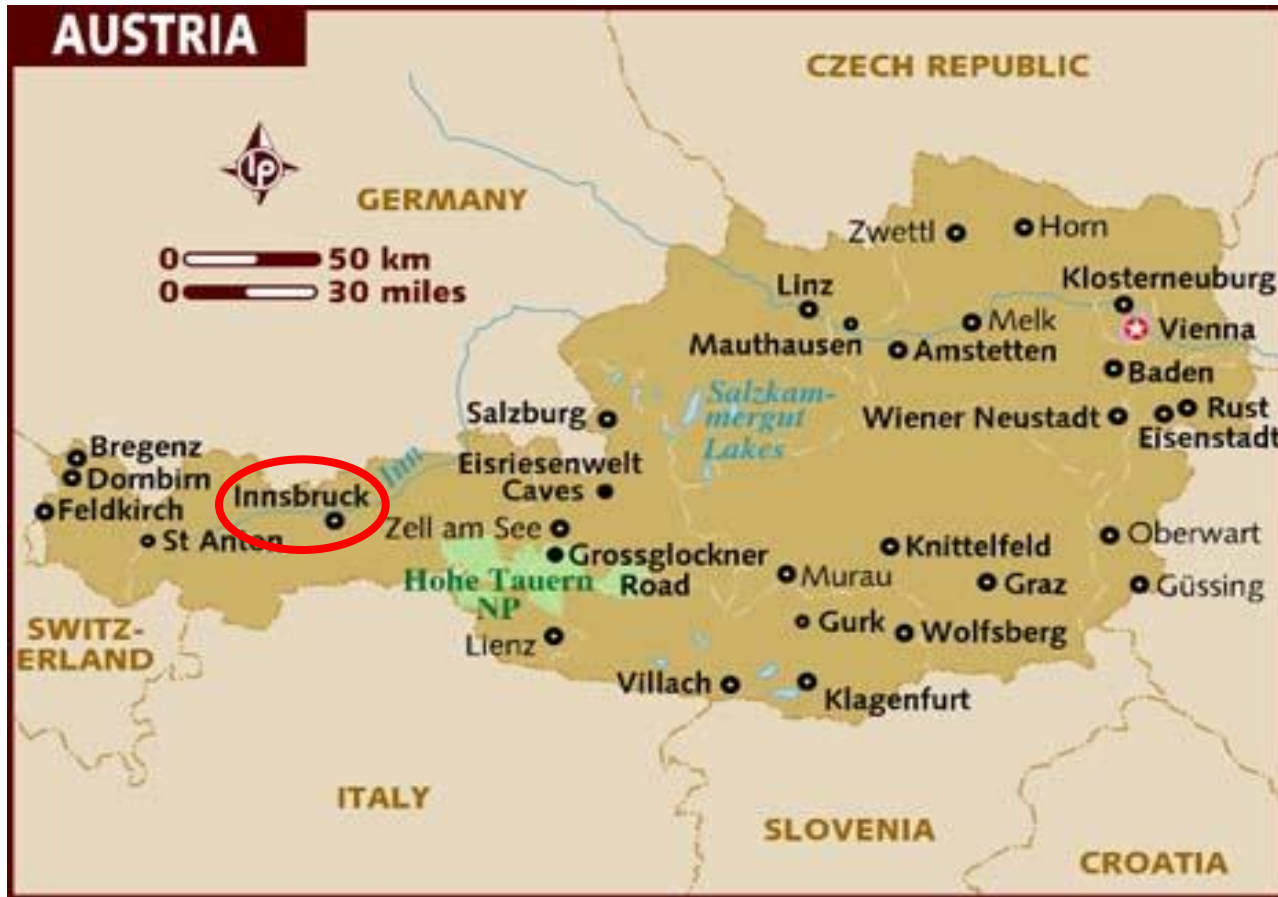 AUSTRIA
CZECH REPUBLIC
lp
GERMANY
0 50 km
0 30 miles
Zwettl
Horn
Klosterneuburg
Linz
Melk
Vienna
Mauthausen
Amstetten
Baden
Salzkam-
mergut
Lakes
Salzburg
Wiener Neustadt
Rust
Eisenstadt
Bregenz
Dornbirn
Feldkirch
Inn
Innsbruck
St Anton
Eisriesenwelt
Caves
Zell am See
Grossglockner
Road
Hohe Tauern
NP
Knittelfeld
Oberwart
Murau
Graz
Güssing
Gurk
Wolfsberg
Lienz
SWITZ-
ERLAND
Villach
Klagenfurt
ITALY
SLOVENIA
CROATIA